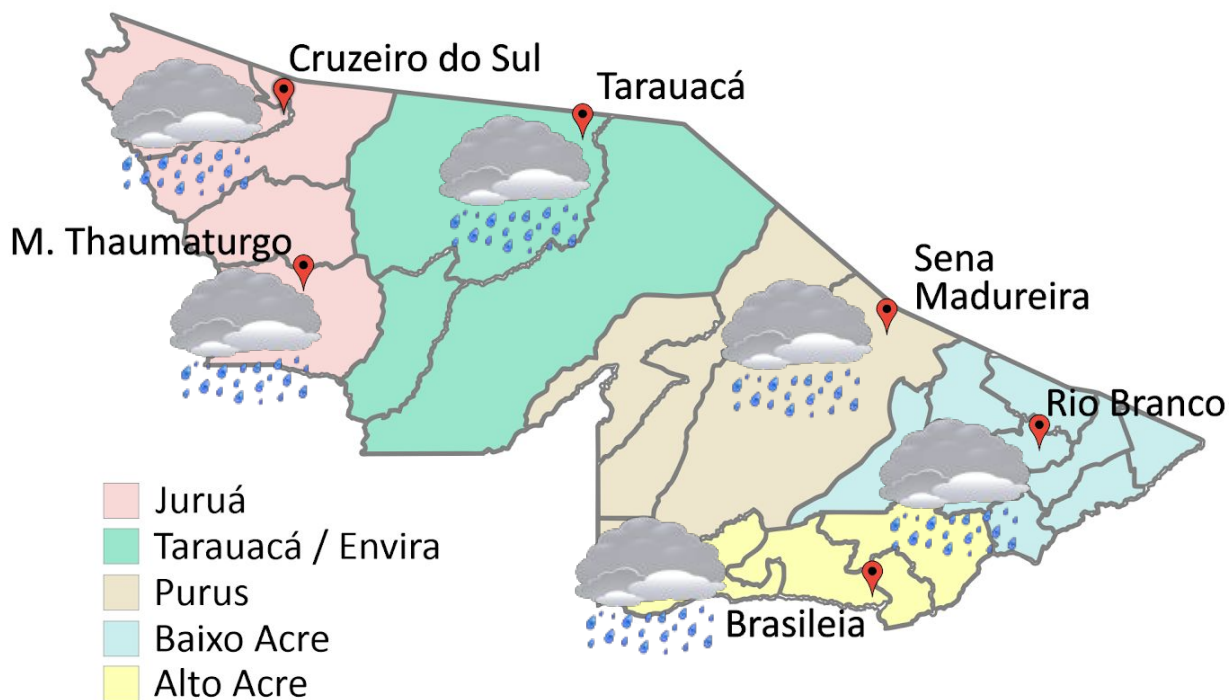 Cruzeiro do Sul
Tarauacá
M. Thaumaturgo
Sena
Madureira
Rio Branco
Brasileia
Juruá
Tarauacá / Envira
Purus
Baixo Acre
Alto Acre